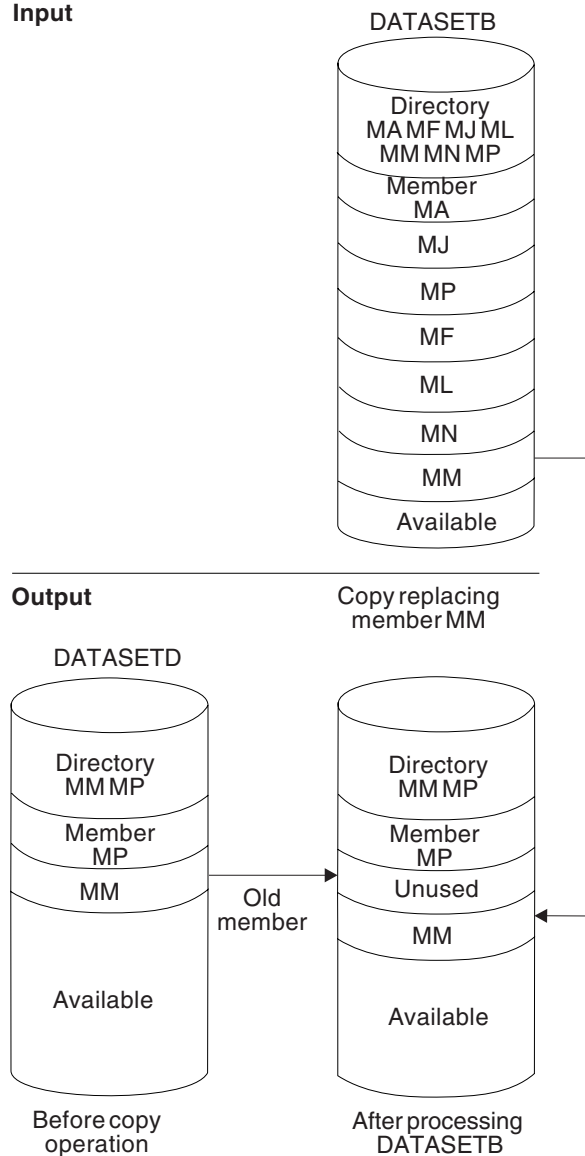 Input
DATASETB
Directory
MA MF MJ ML
MM MN MP
Member
MA
MJ
MP
MF
ML
MN
MM
Available
Output
Copy replacing
member MM
DATASETD
Directory
MM MP
Member
MP
MM
Available
Before copy
operation
Old
member
Directory
MM MP
Member
MP
Unused
MM
Available
After processing
DATASETB